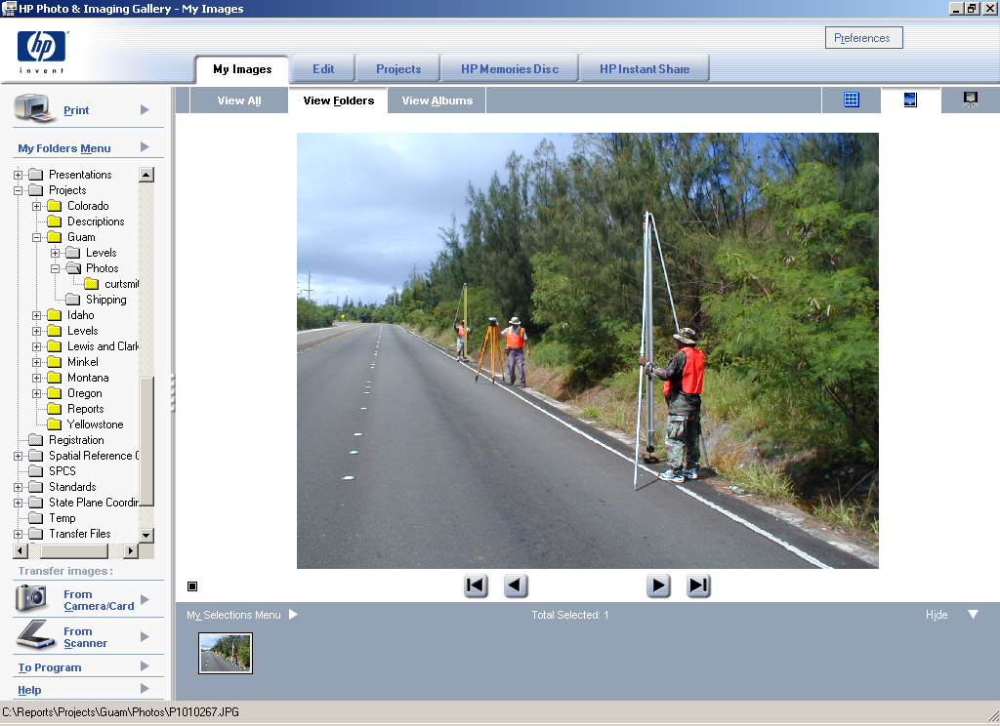 HP Photo & Imaging Gallery - My Images
hp
invent
Preferences
My Images
Edit
Projects
HP Memories Disc
HP Instant Share
View All
View Folders
View Albums
Print
My Folders Menu
Presentations
Projects
Colorado
Descriptions
Guam
Levels
Photos
curtsmit
Shipping
Idaho
Levels
Lewis and Clark
Minkel
Montana
Oregon
Reports
Yellowstone
Registration
Spatial Reference C
SPCS
Standards
State Plane Coordin
Temp
Transfer Files
Transfer images:
From
Camera/Card
From
Scanner
To Program
Help
My Selections Menu
Total Selected: 1
Hide
C:\Reports\Projects\Guam\Photos\P1010267.JPG